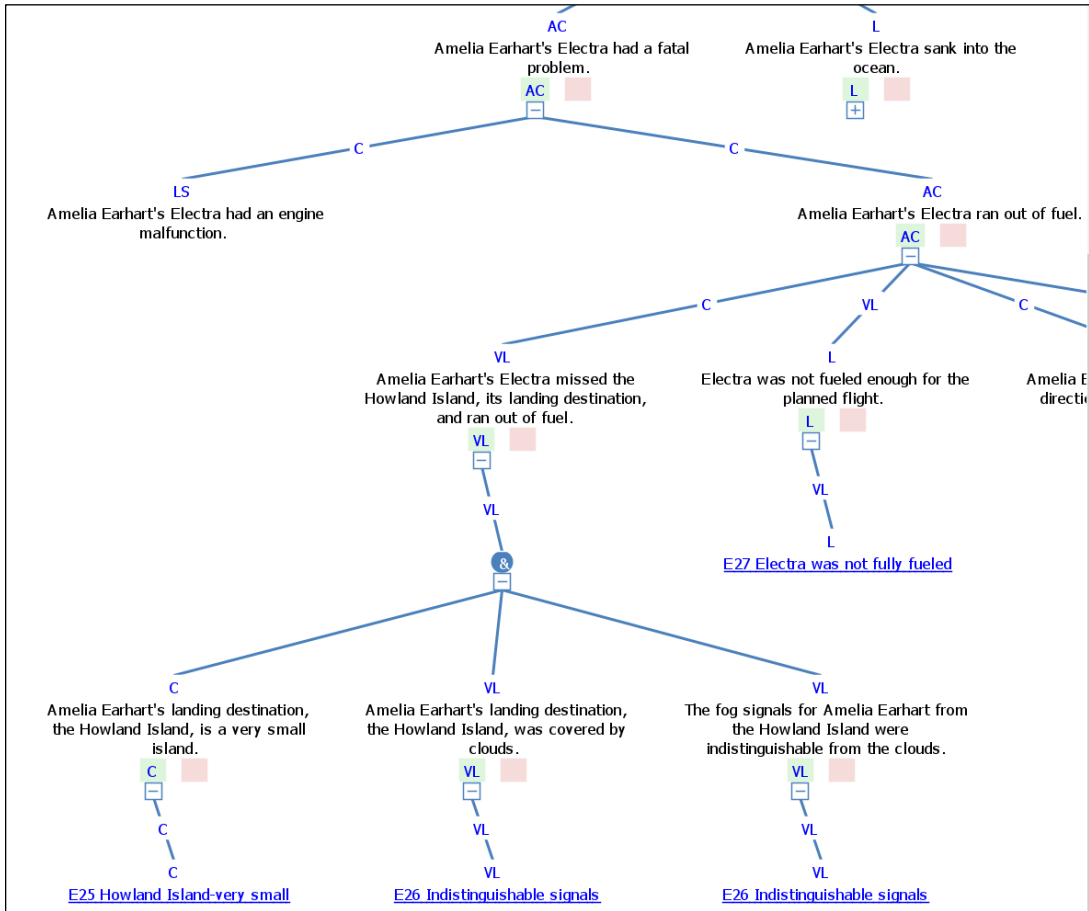 AC
L
Amelia Earhart's Electra had a fatal
problem.
Amelia Earhart's Electra sank into the
ocean.
AC
L
C
C
LS
AC
Amelia Earhart's Electra had an engine
malfunction.
Amelia Earhart's Electra ran out of fuel.
AC
C
VL
C
VL
L
Amelia Earhart's Electra missed the
Howland Island, its landing destination,
and ran out of fuel.
Electra was not fueled enough for the
planned flight.
Amelia E
directi
VL
L
VL
VL
L
E27 Electra was not fully fueled
&
C
VL
VL
Amelia Earhart's landing destination,
the Howland Island, is a very small
island.
Amelia Earhart's landing destination,
the Howland Island, was covered by
clouds.
The fog signals for Amelia Earhart from
the Howland Island were
indistinguishable from the clouds.
C
VL
VL
C
VL
VL
C
VL
VL
E25 Howland Island-very small
E26 Indistinguishable signals
E26 Indistinguishable signals